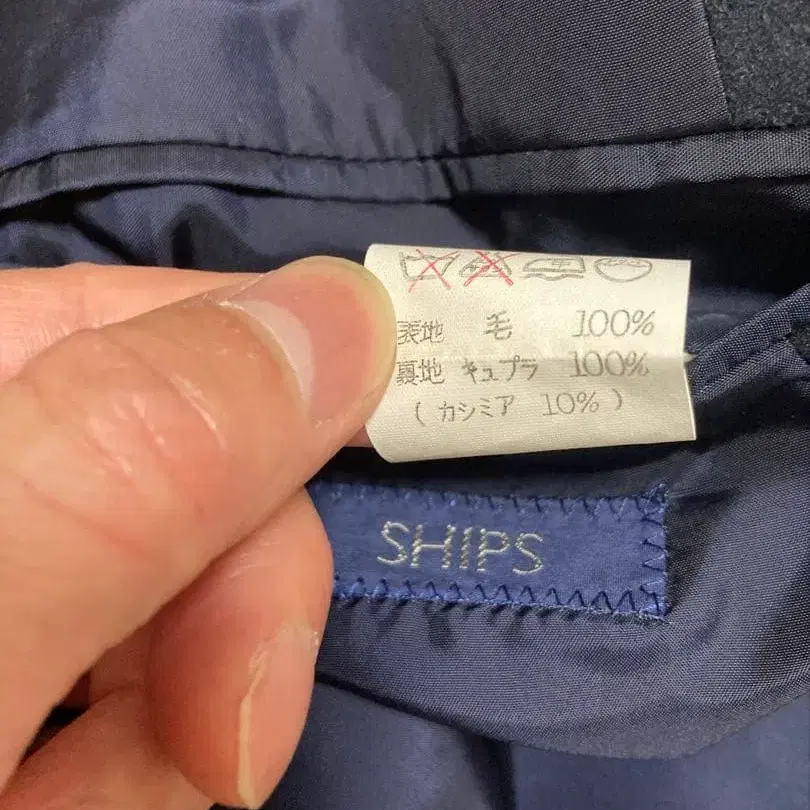 表地 毛 100%
裏地 キュプラ 100%
( カシミア 10% )
SHIPS